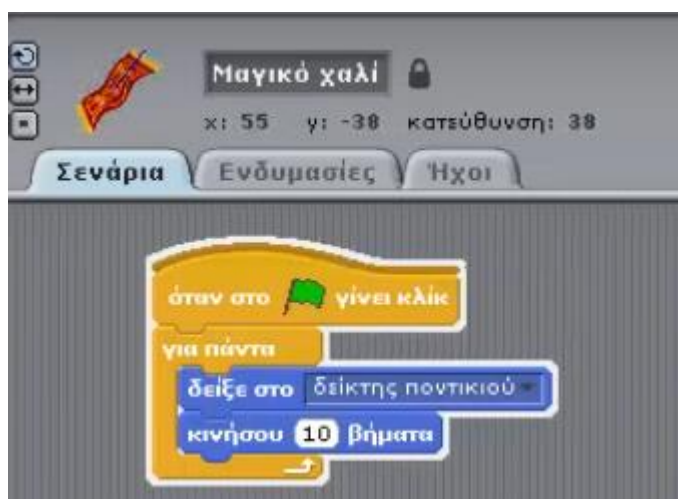 Μαγικό χαλί
x: 55 y: -38 κατεύθυνση: 38
Σενάρια Ενδυμασίες Ήχοι
όταν στο γίνει κλίκ
για πάντα
δείξε στο δείκτης ποντικιού
κινήσου 10 βήματα